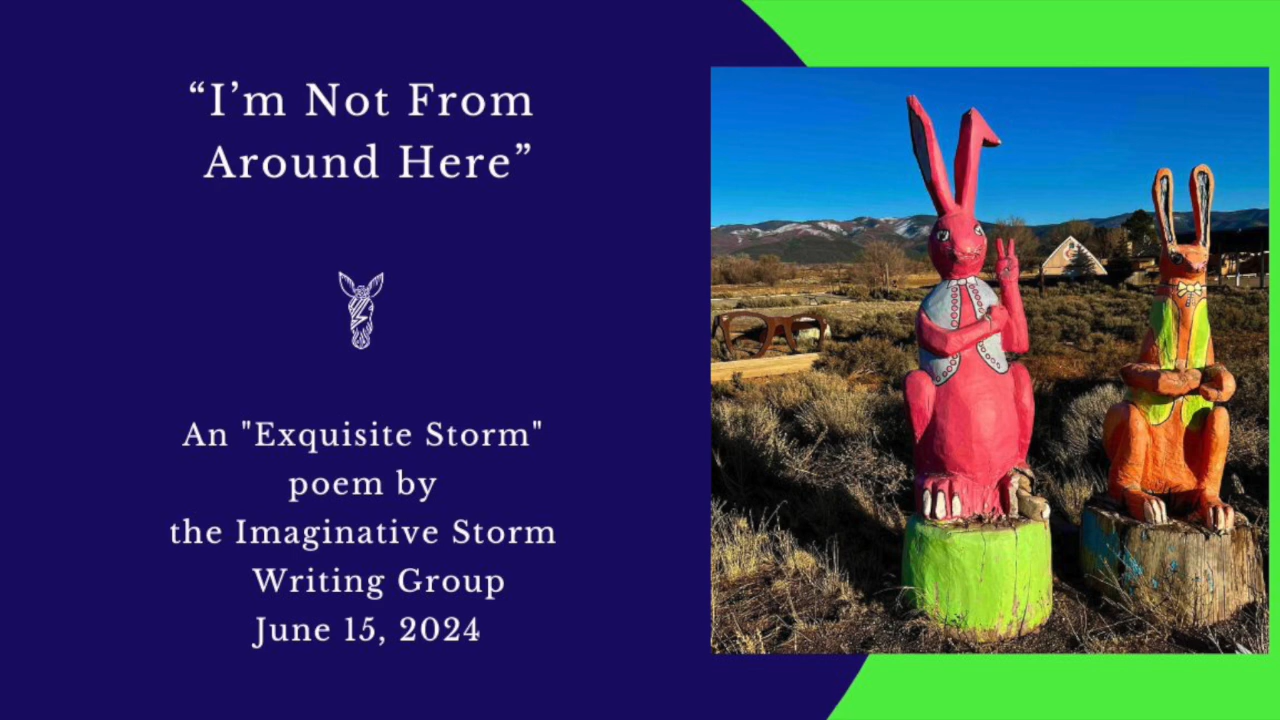 “I’m Not From
Around Here”
An "Exquisite Storm"
poem by
the Imaginative Storm
Writing Group
June 15, 2024